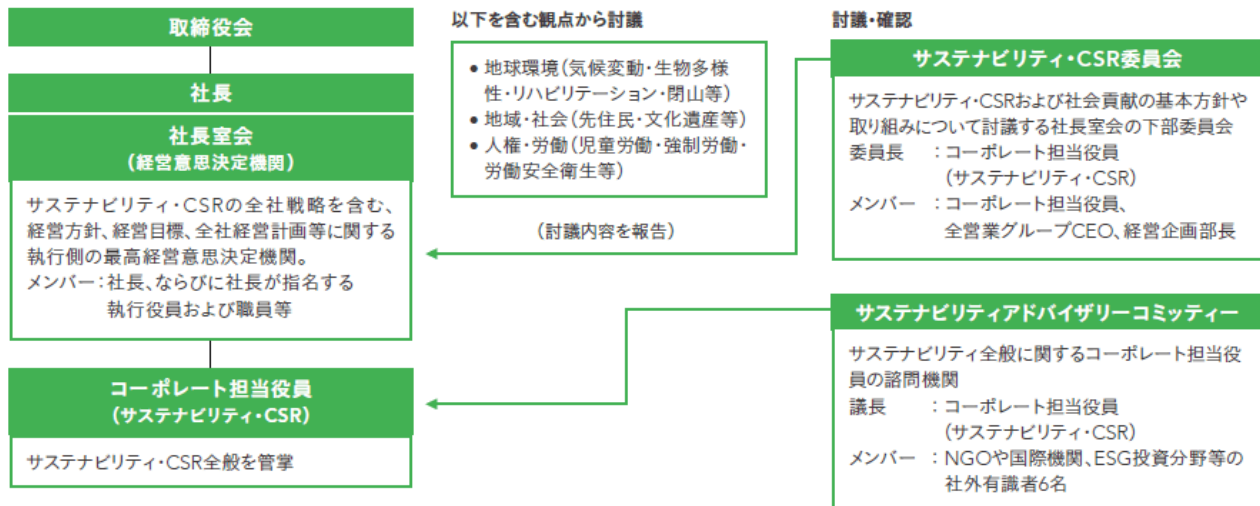 取締役会
社長
社長室会
（経営意思決定機関）
サステナビリティ・CSRの全社戦略を含む、
経営方針、経営目標、全社経営計画等に関する
執行側の最高経営意思決定機関。
メンバー：社長、ならびに社長が指名する
執行役員および職員等
コーポレート担当役員
（サステナビリティ・CSR）
サステナビリティ・CSR全般を管掌
以下を含む観点から討議
● 地球環境（気候変動・生物多様
性・リハビリテーション・閉山等）
● 地域・社会（先住民・文化遺産等）
● 人権・労働（児童労働・強制労働・
労働安全衛生等）
（討議内容を報告）
討議・確認
サステナビリティ・CSR委員会
サステナビリティ・CSRおよび社会貢献の基本方針や
取り組みについて討議する社長室会の下部委員会
委員長　：コーポレート担当役員
（サステナビリティ・CSR）
メンバー　：コーポレート担当役員、
全営業グループCEO、経営企画部長
サステナビリティアドバイザリーコミッティー
サステナビリティ全般に関するコーポレート担当役
員の諮問機関
議長　：コーポレート担当役員
（サステナビリティ・CSR）
メンバー　：NGOや国際機関、ESG投資分野等の
社外有識者6名